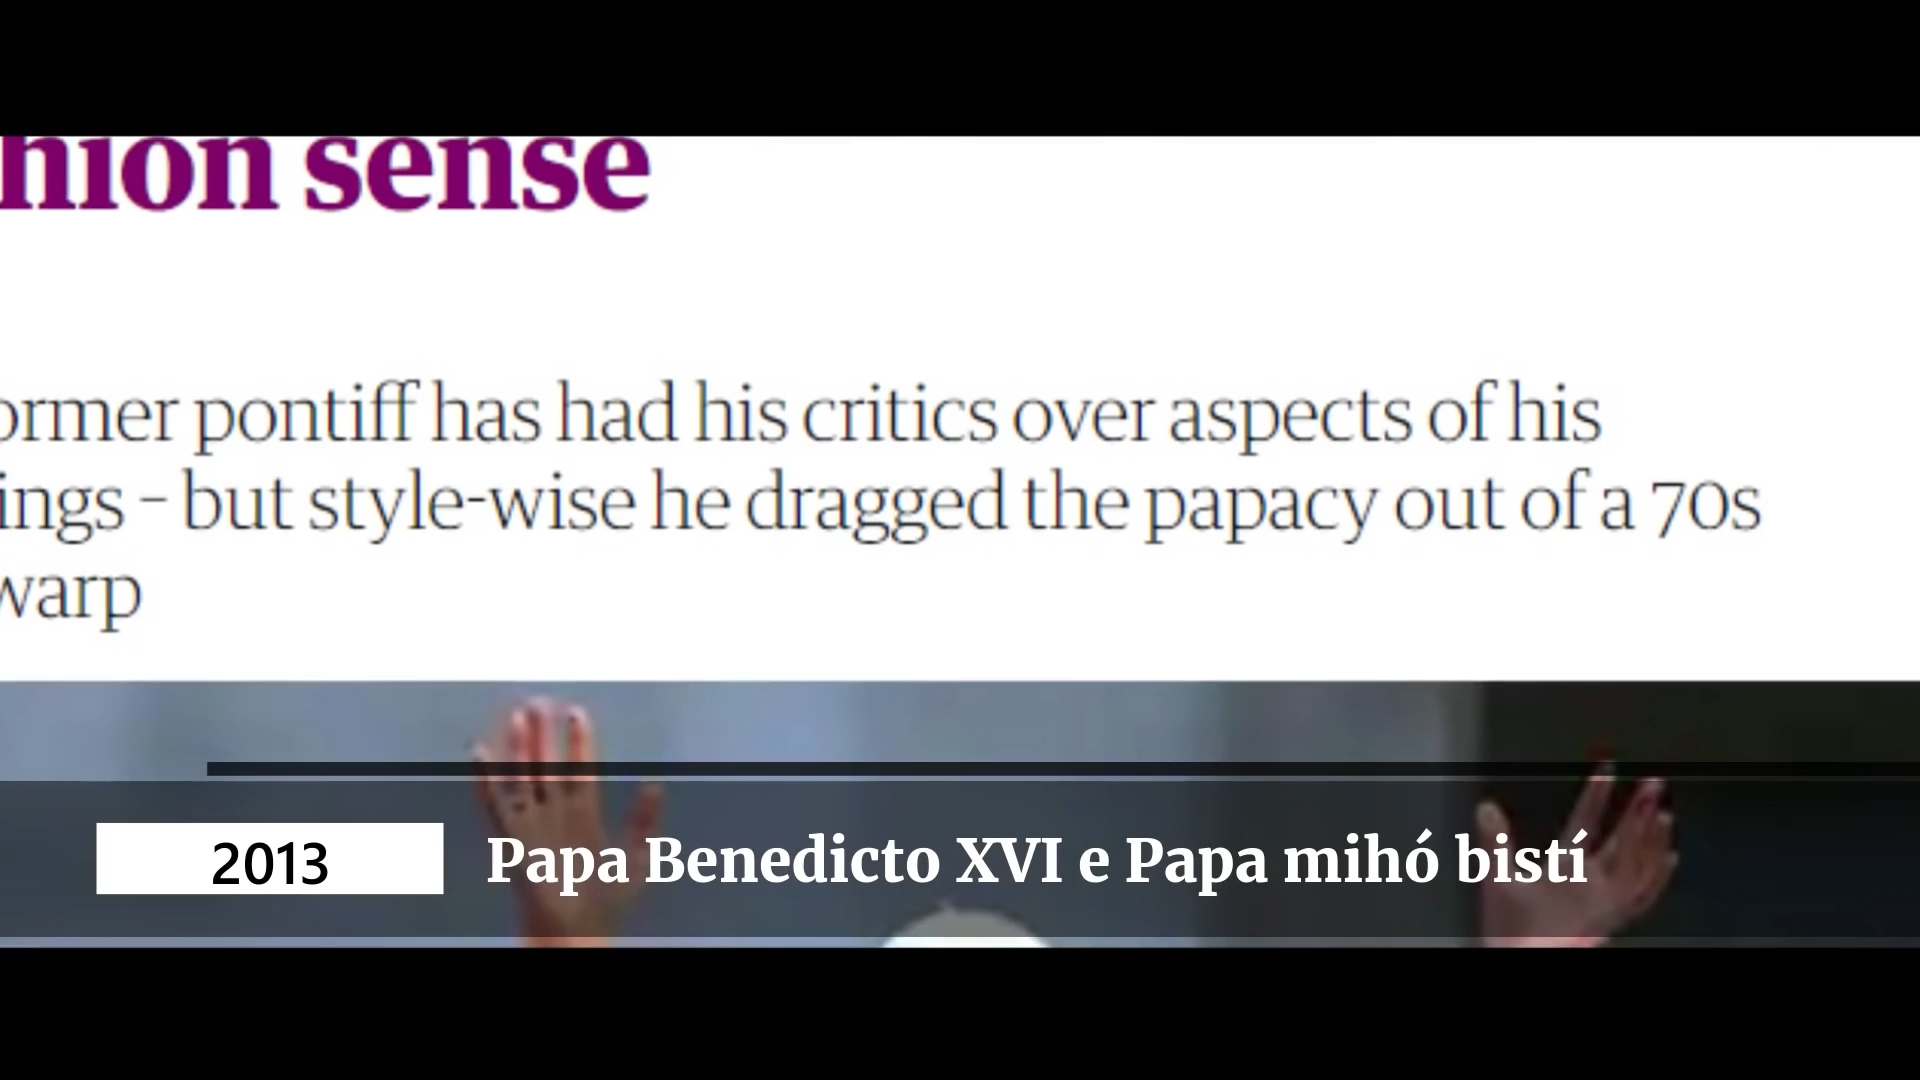 hion sense
ormer pontiff has had his critics over aspects of his
ings – but style-wise he dragged the papacy out of a 70s
warp
2013 Papa Benedicto XVI e Papa mihó bistí